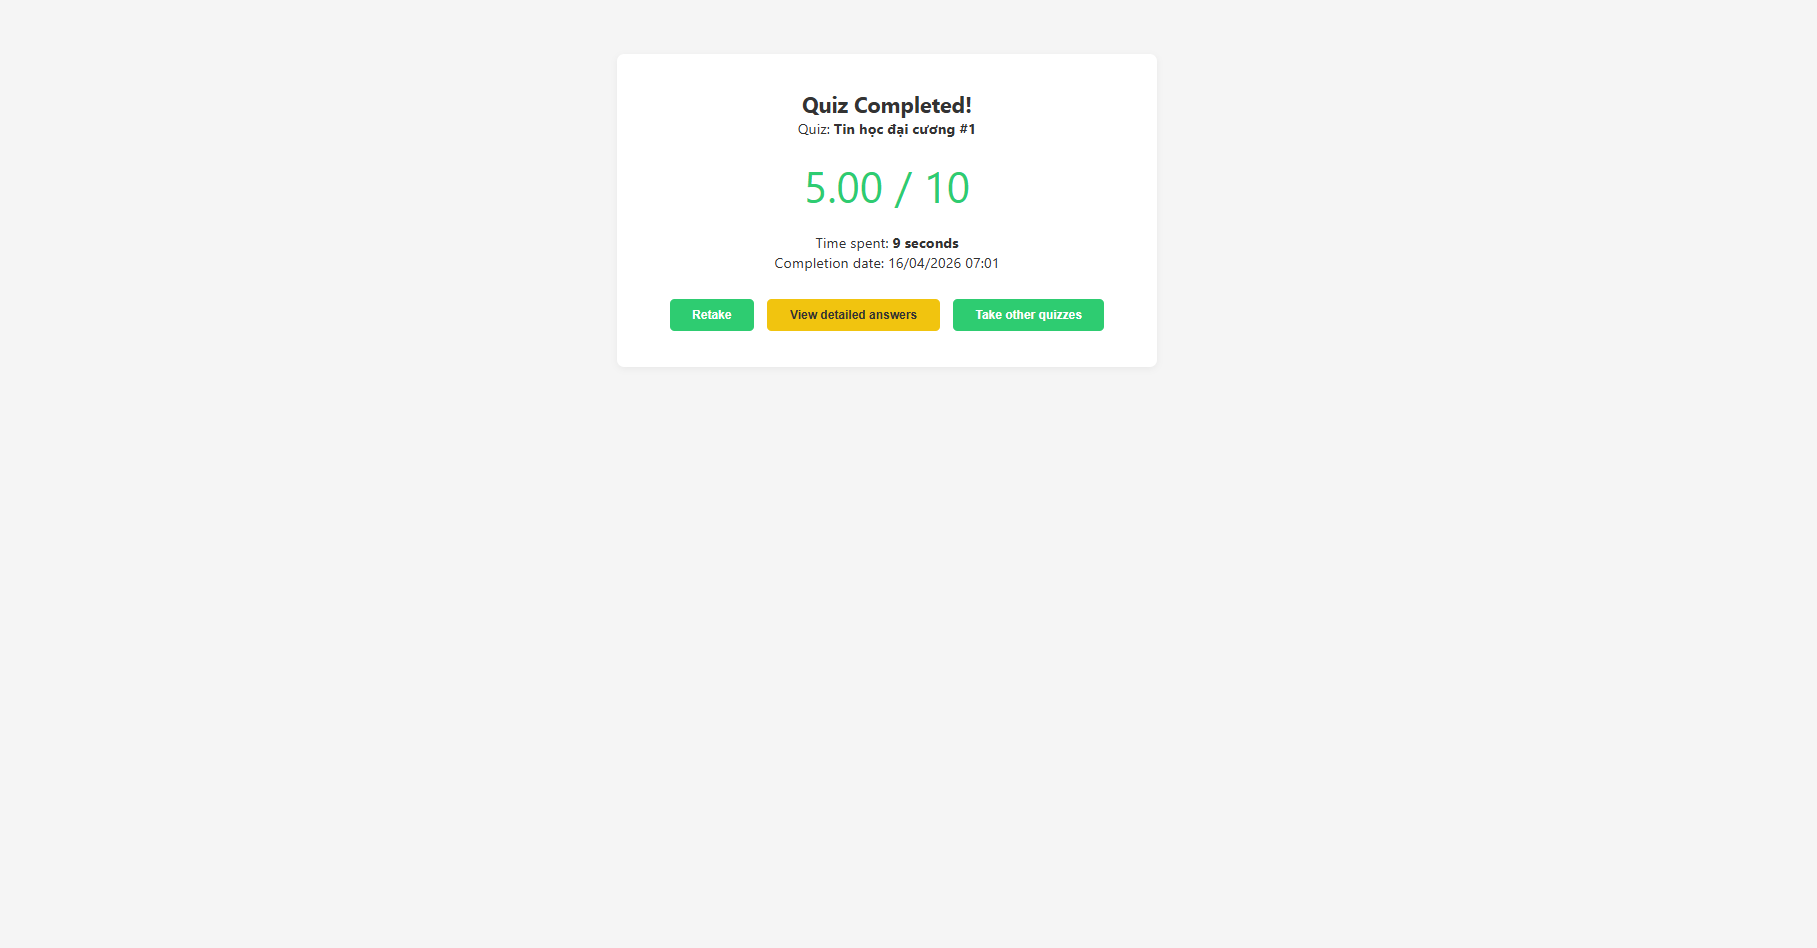 Quiz Completed!
Quiz: Tin học đại cương #1
5.00 / 10
Time spent: 9 seconds
Completion date: 16/04/2026 07:01
Retake
View detailed answers
Take other quizzes